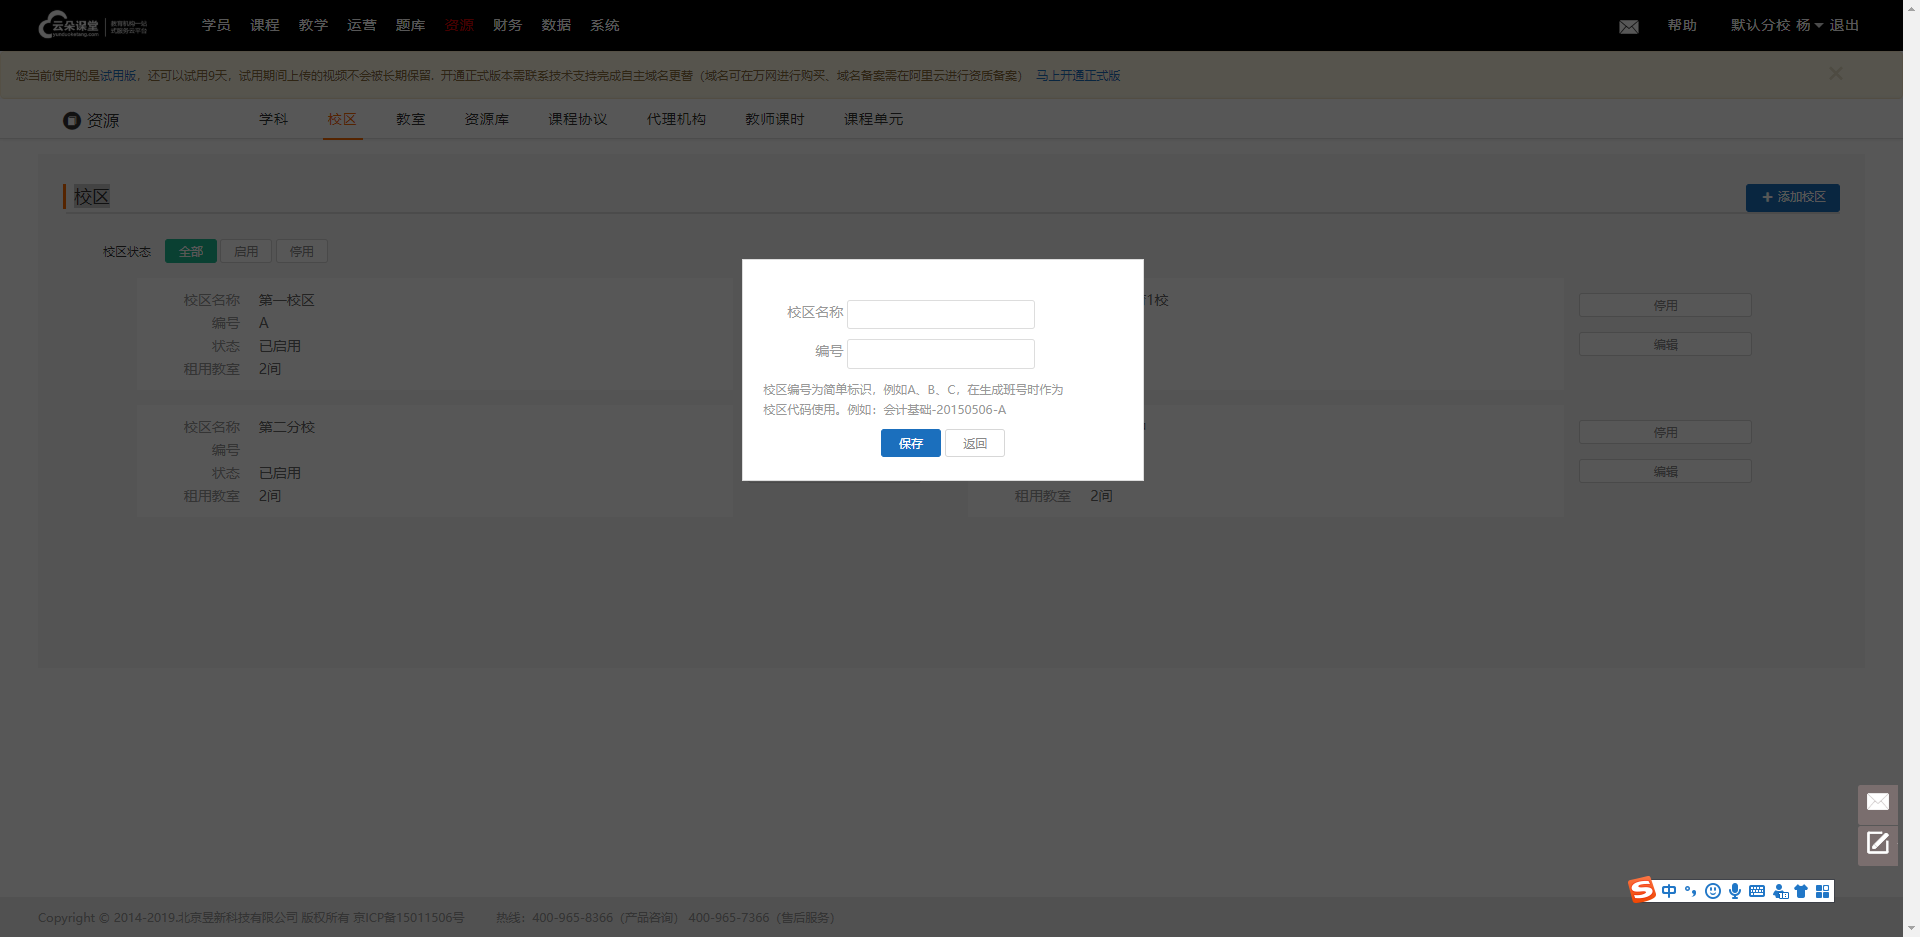 云朵课堂 教育机构一站
yunduoketang.com 式服务云平台
学员 课程 教学 运营 题库 资源 财务 数据 系统
帮助 默认分校 杨 退出
您当前使用的是试用版，还可以试用9天，试用期间上传的视频不会被长期保留. 开通正式版本需联系技术支持完成自主域名更替（域名可在万网进行购买、域名备案需在阿里云进行资质备案） 马上开通正式版
资源
学科 校区 教室 资源库 课程协议 代理机构 教师课时 课程单元
校区
添加校区
校区状态 全部 启用 停用
校区名称 第一校区
编号 A
状态 已启用
租用教室 2间
1校
停用
编辑
校区名称 第二分校
编号
状态 已启用
租用教室 2间
租用教室 2间
停用
编辑
校区名称
编号
校区编号为简单标识，例如A、B、C，在生成班号时作为
校区代码使用。例如：会计基础-20150506-A
保存 返回
中
Copyright © 2014-2019.北京昱新科技有限公司 版权所有 京ICP备15011506号 热线：400-965-8366（产品咨询） 400-965-7366（售后服务）